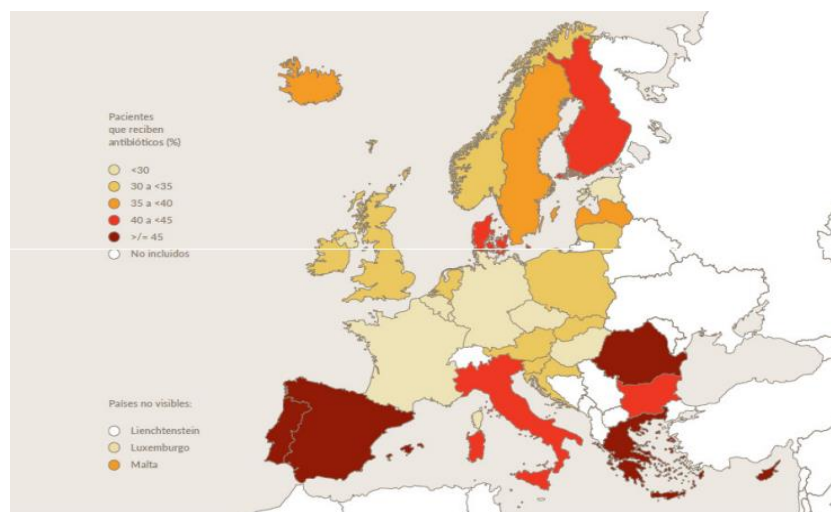 Pacientes
que reciben
antibióticos (%)
<30
30 a <35
35 a <40
40 a <45
>/= 45
No incluidos
Países no visibles:
Lienchtenstein
Luxemburgo
Malta